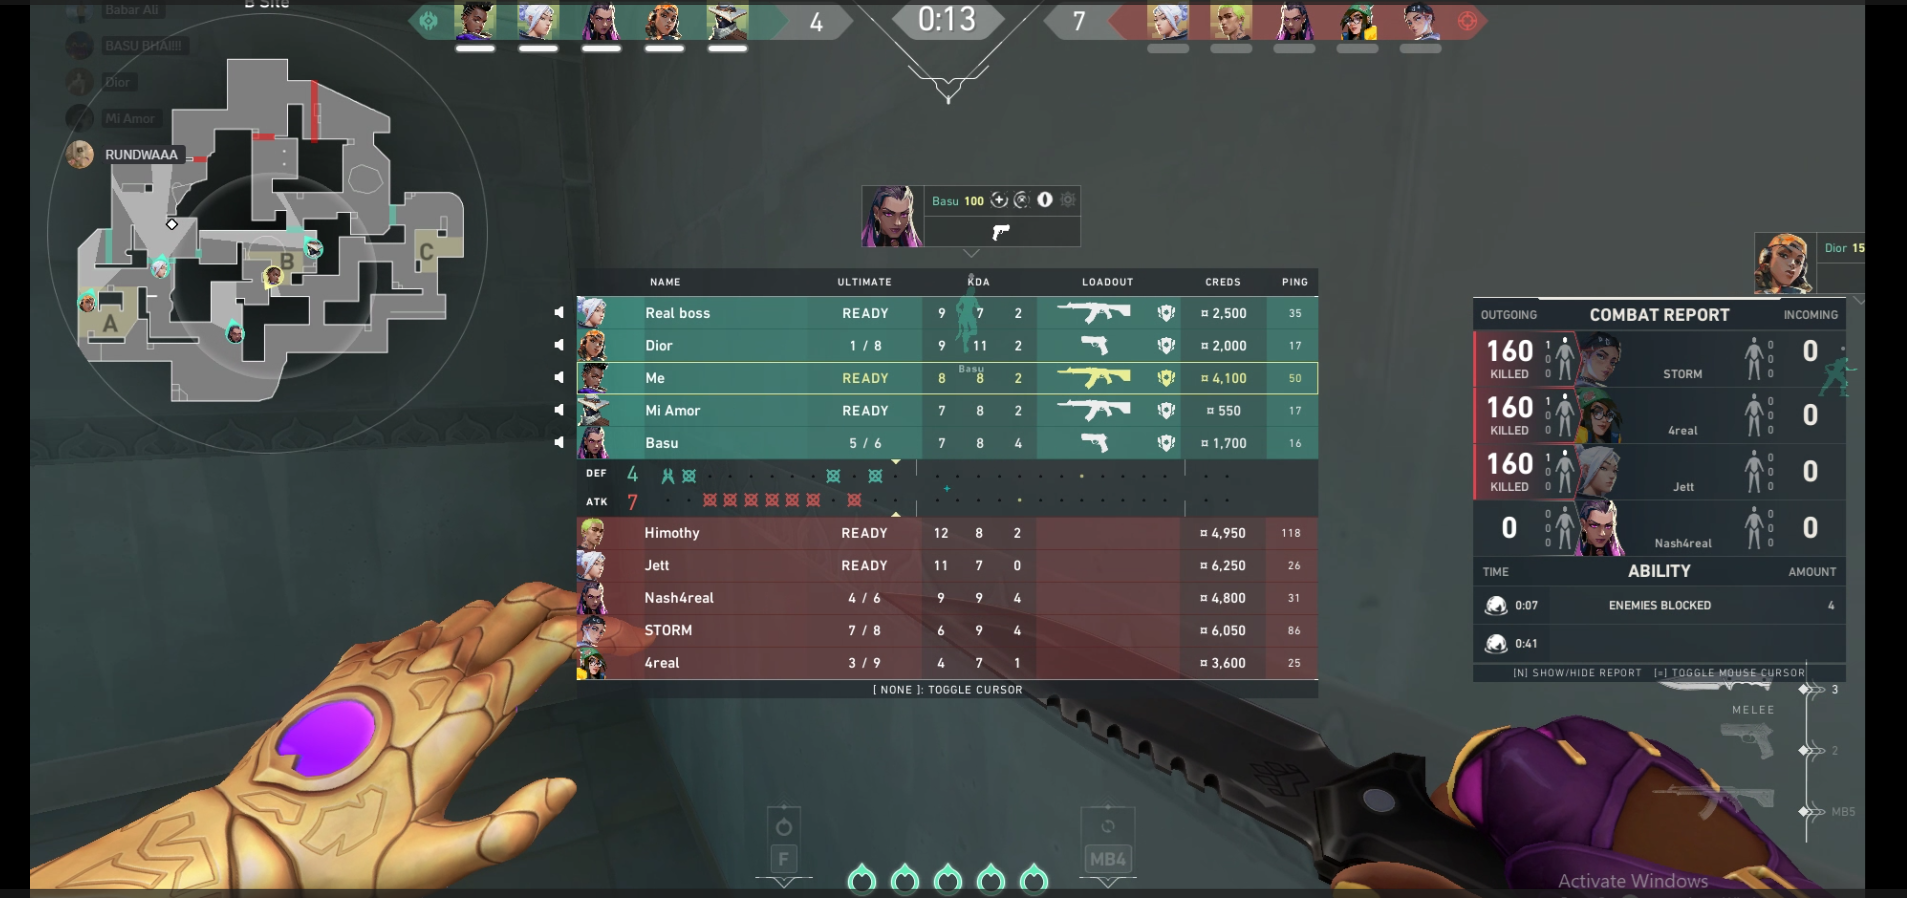 B Site
Babar Ali
BASU BHAI!!!
Dior
Mi Amor
RUNDWAAA
4
0:13
7
A
B
C
Basu 100
Dior 15
NAME ULTIMATE KDA LOADOUT CREDS PING
Real boss READY 9 7 2 ¤ 2,500 35
Dior 1 / 8 9 11 2 ¤ 2,000 17
Basu
Me READY 8 8 2 ¤ 4,100 50
Mi Amor READY 7 8 2 ¤ 550 17
Basu 5 / 6 7 8 4 ¤ 1,700 16
DEF 4
ATK 7
Himothy READY 12 8 2 ¤ 4,950 118
Jett READY 11 7 0 ¤ 6,250 26
Nash4real 4 / 6 9 9 4 ¤ 4,800 31
STORM 7 / 8 6 9 4 ¤ 6,050 86
4real 3 / 9 4 7 1 ¤ 3,600 25
[ NONE ]: TOGGLE CURSOR
OUTGOING COMBAT REPORT INCOMING
160 1 0 0 0 0 0 0
KILLED STORM
160 1 0 0 0 0 0 0
KILLED 4real
160 1 0 0 0 0 0 0
KILLED Jett
0 0 0 0 0 0 0 0
Nash4real
TIME ABILITY AMOUNT
0:07 ENEMIES BLOCKED 4
0:41
[N] SHOW/HIDE REPORT [=] TOGGLE MOUSE CURSOR
3
MELEE
2
MB5
F
MB4
Activate Windows